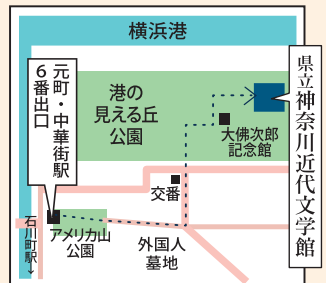 横浜港
県立神奈川近代文学館
元町・中華街駅
6番出口
港の
見える丘
公園
大佛次郎
記念館
交番
アメリカ山
公園
外国人
墓地
石川町駅↓